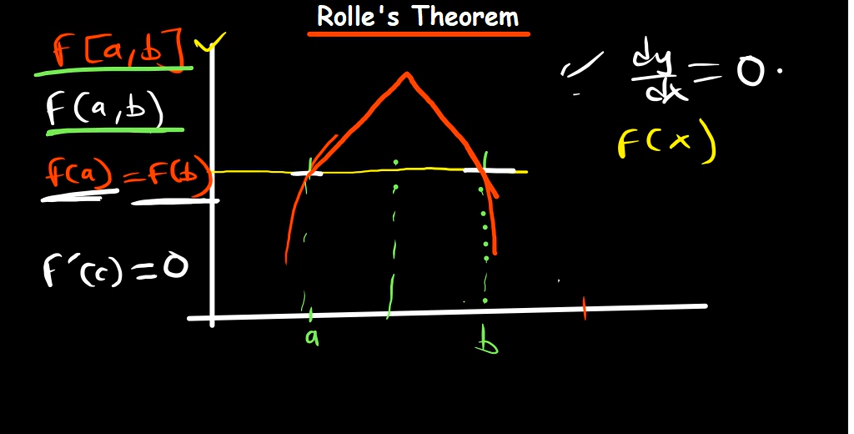 Rolle's Theorem
F[a,b]
F(a,b)
f(a) = F(b)
F'(c) = 0
dy/dx = 0.
F(x)
a
b